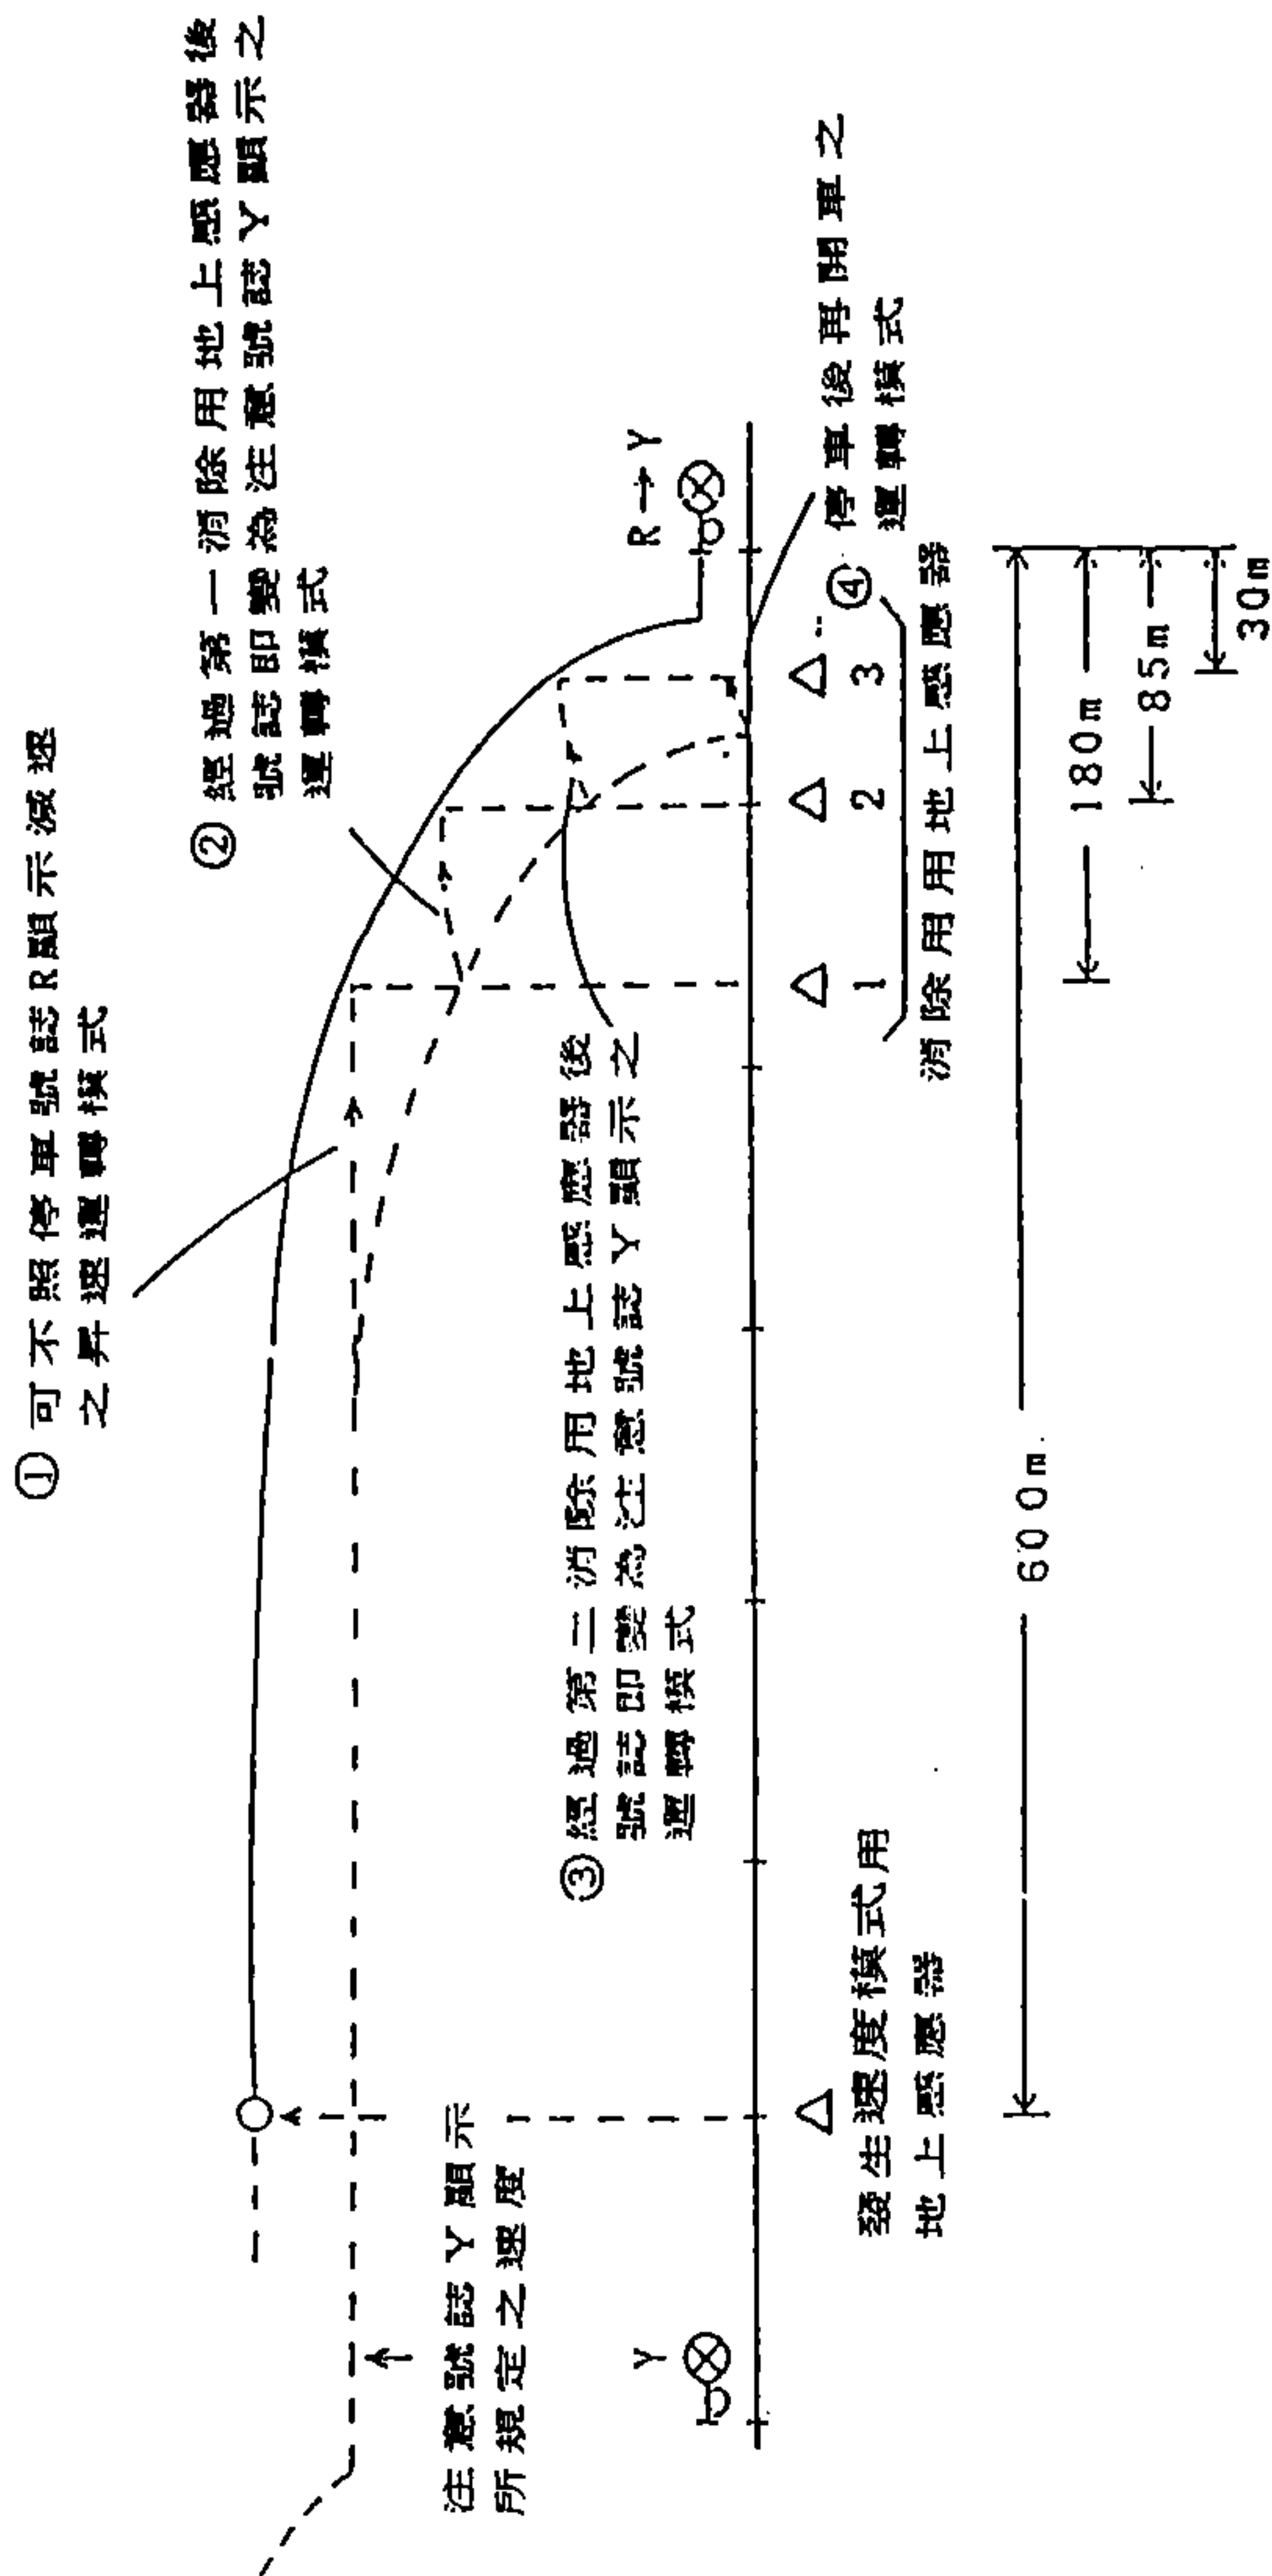 ① 可不照停車號誌R顯示減速
之昇速運轉模式
② 經過第一消除用地上感應器後
號誌即變為注意號誌Y顯示之
運轉模式
注意號誌Y顯示
所規定之速度
③ 經過第二消除用地上感應器後
號誌即變為注意號誌Y顯示之
運轉模式
R→Y
Y
④ 停車後再開車之
運轉模式
1 2 3
消除用地上感應器
發生速度模式用
地上感應器
600m
180m
85m
30m